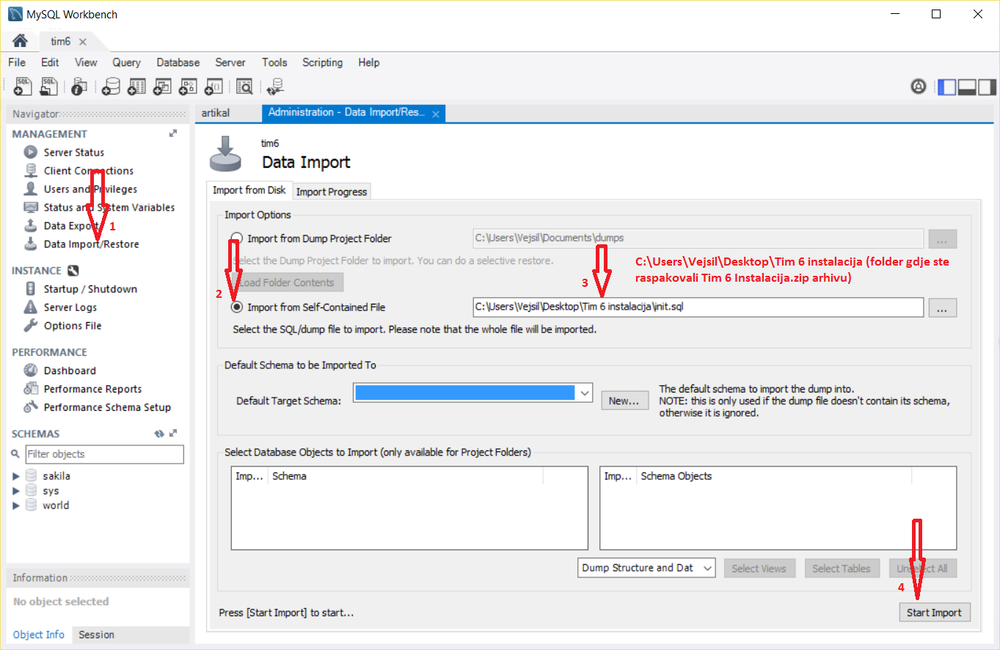 MySQL Workbench
tim6
File Edit View Query Database Server Tools Scripting Help
Navigator
MANAGEMENT
Server Status
Client Connections
Users and Privileges
Status and System Variables
Data Export
1
Data Import/Restore
INSTANCE
Startup / Shutdown
Server Logs
Options File
PERFORMANCE
Dashboard
Performance Reports
Performance Schema Setup
SCHEMAS
Filter objects
sakila
sys
world
Information
No object selected
Object Info Session
artikal Administration - Data Import/Res...
tim6
Data Import
Import from Disk Import Progress
Import Options
Import from Dump Project Folder C:\Users\Vejsil\Documents\dumps ...
Select the Dump Project Folder to import. You can do a selective restore.
C:\Users\Vejsil\Desktop\Tim 6 instalacija (folder gdje ste
raspakovali Tim 6 Instalacija.zip arhivu)
Load Folder Contents
3
2
Import from Self-Contained File C:\Users\Vejsil\Desktop\Tim 6 instalacija\init.sql ...
Select the SQL/dump file to import. Please note that the whole file will be imported.
Default Schema to be Imported To
Default Target Schema: New...
The default schema to import the dump into.
NOTE: this is only used if the dump file doesn't contain its schema,
otherwise it is ignored.
Select Database Objects to Import (only available for Project Folders)
Imp... Schema Imp... Schema Objects
Dump Structure and Dat Select Views Select Tables Unselect All
4
Press [Start Import] to start... Start Import